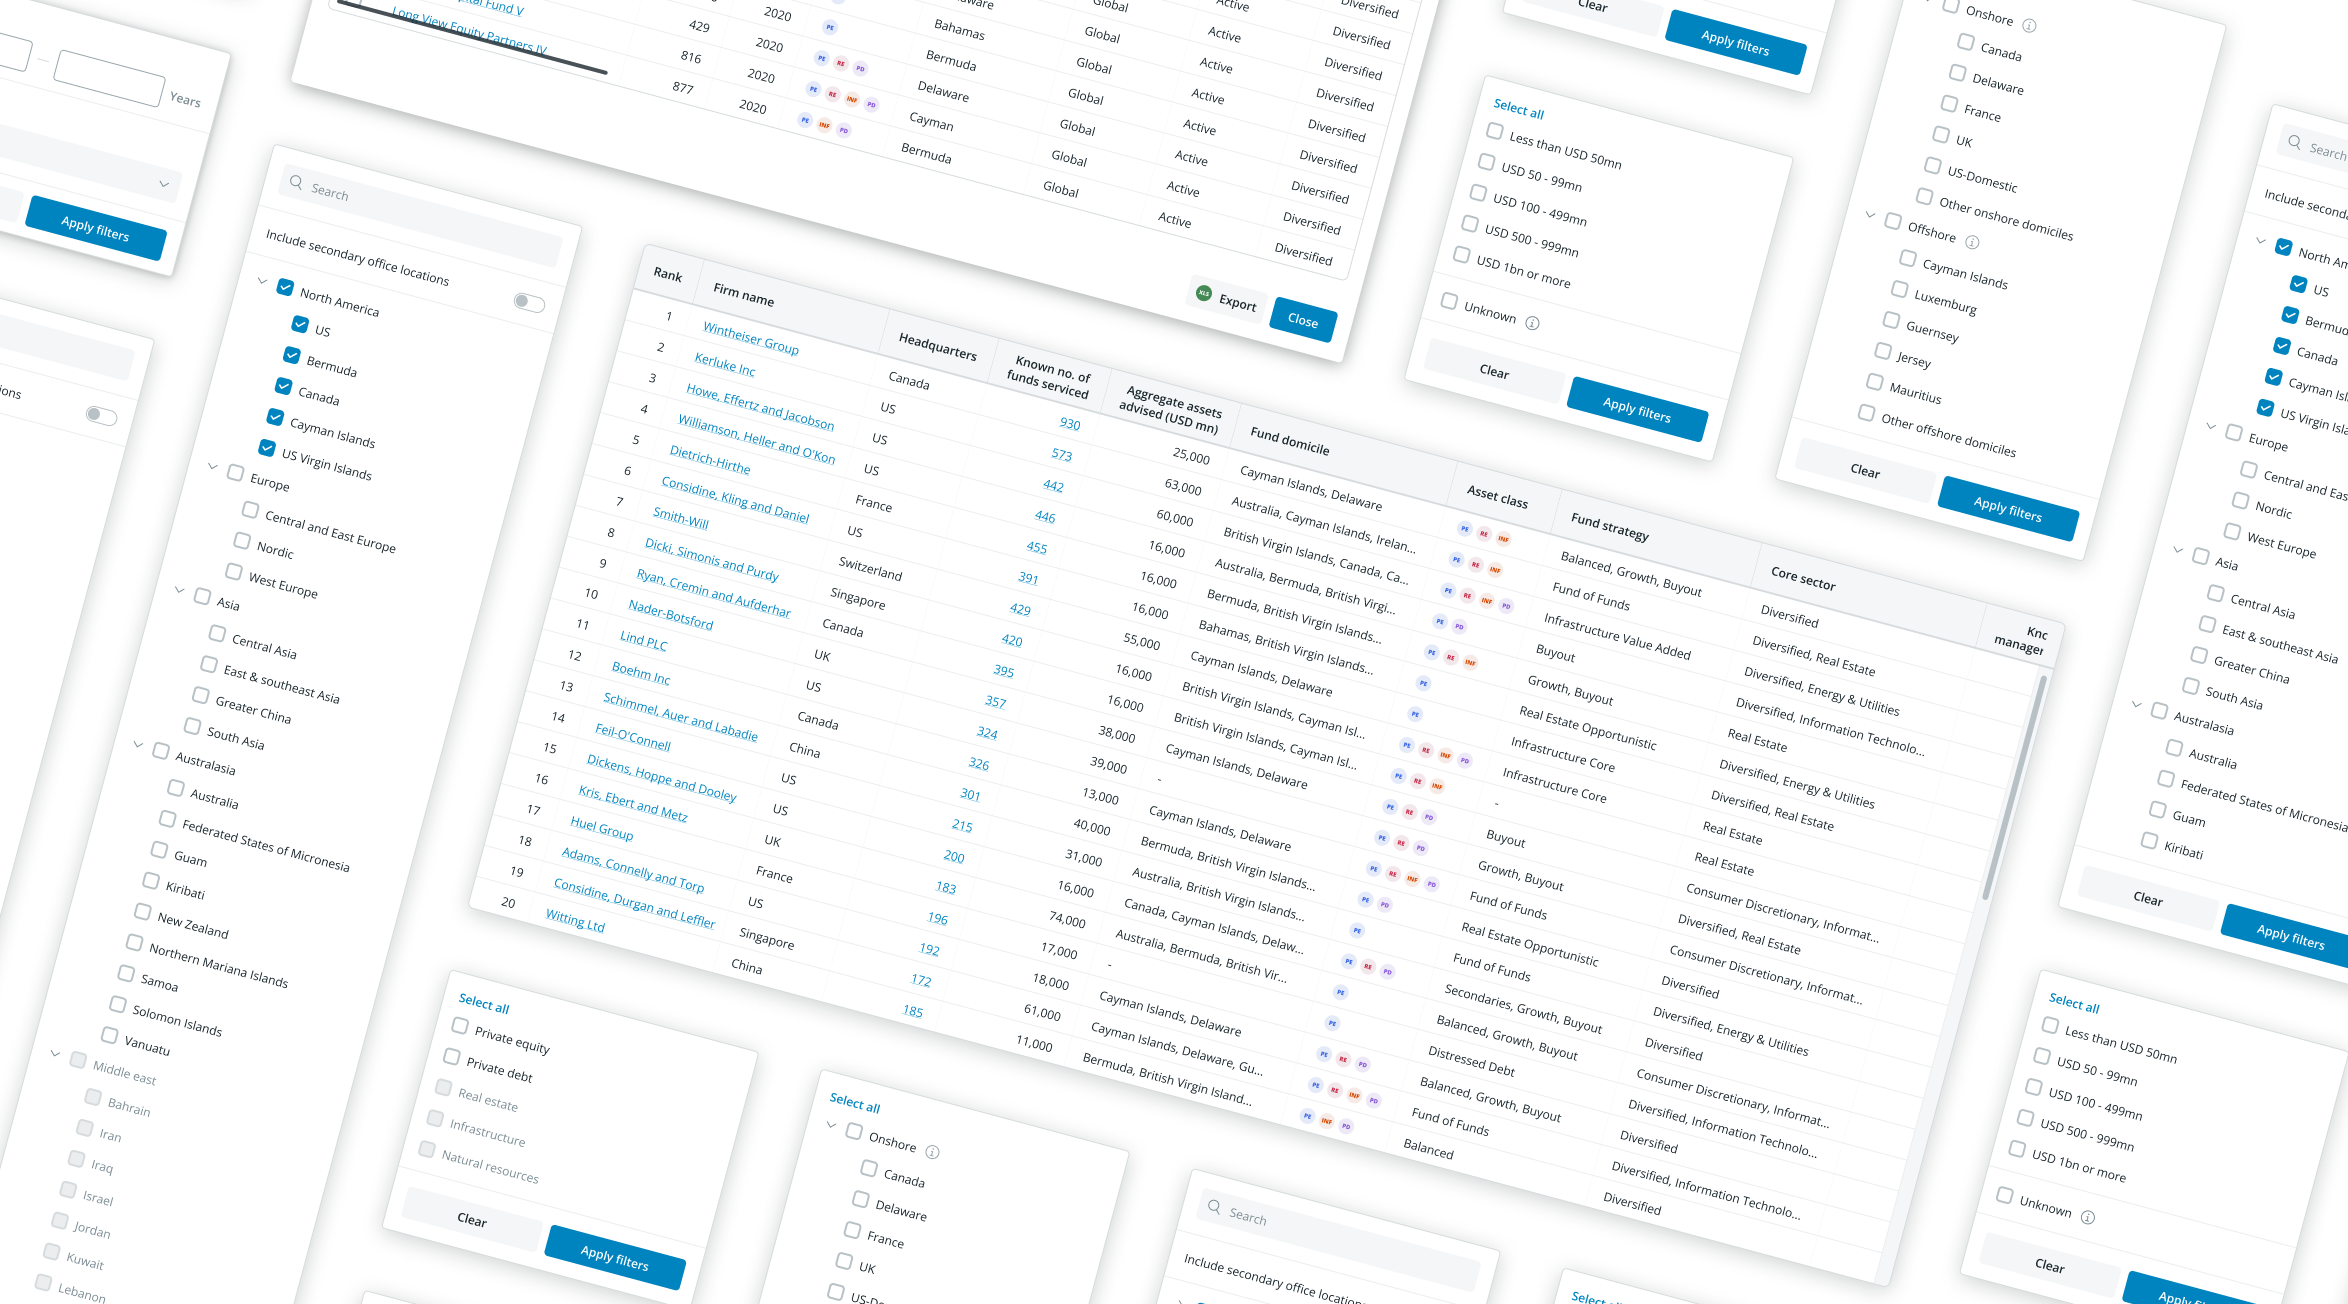 Years
Apply filters
ions
ital Fund V
Long View Equity Partners IV
aware Global Active Diversified
Bahamas Global Active Diversified
2020 PE Bermuda Global Active Diversified
429 2020 PE RE PD Delaware Global Active Diversified
816 2020 PE RE INF PD Cayman Global Active Diversified
877 2020 PE INF PD Bermuda Global Active Diversified
XLS Export
Close
Clear
Apply filters
Select all
Less than USD 50mn
USD 50 - 99mn
USD 100 - 499mn
USD 500 - 999mn
USD 1bn or more
Unknown
Clear
Apply filters
Onshore
Canada
Delaware
France
UK
US-Domestic
Other onshore domiciles
Offshore
Cayman Islands
Luxemburg
Guernsey
Jersey
Mauritius
Other offshore domiciles
Clear
Apply filters
Search
Include secondary office locations
North America
US
Bermuda
Canada
Cayman Islands
US Virgin Islands
Europe
Central and East Europe
Nordic
West Europe
Asia
Central Asia
East & southeast Asia
Greater China
South Asia
Australasia
Australia
Federated States of Micronesia
Guam
Kiribati
New Zealand
Northern Mariana Islands
Samoa
Solomon Islands
Vanuatu
Middle east
Bahrain
Iran
Iraq
Israel
Jordan
Kuwait
Lebanon
Rank Firm name Headquarters Known no. of funds serviced Aggregate assets advised (USD mn) Fund domicile Asset class Fund strategy Core sector Knc manager
1 Wintheiser Group Canada 930 25,000 Cayman Islands, Delaware PE RE INF Balanced, Growth, Buyout Diversified
2 Kerluke Inc US 573 63,000 Australia, Cayman Islands, Irelan... PE RE INF Fund of Funds Diversified, Real Estate
3 Howe, Effertz and Jacobson US 442 60,000 British Virgin Islands, Canada, Ca... PE RE INF PD Infrastructure Value Added Diversified, Energy & Utilities
4 Williamson, Heller and O'Kon US 446 16,000 Australia, Bermuda, British Virgi... PE PD Buyout Diversified, Information Technolo...
5 Dietrich-Hirthe France 455 16,000 Bermuda, British Virgin Islands... PE RE INF Growth, Buyout Real Estate
6 Considine, Kling and Daniel US 391 16,000 Bahamas, British Virgin Islands... PE Real Estate Opportunistic Diversified, Energy & Utilities
7 Smith-Will Switzerland 429 55,000 Cayman Islands, Delaware PE Infrastructure Core Diversified, Real Estate
8 Dicki, Simonis and Purdy Singapore 420 16,000 British Virgin Islands, Cayman Isl... PE RE INF PD Infrastructure Core Real Estate
9 Ryan, Cremin and Aufderhar Canada 395 16,000 British Virgin Islands, Cayman Isl... PE RE INF - Real Estate
10 Nader-Botsford UK 357 38,000 Cayman Islands, Delaware PE RE PD Buyout Consumer Discretionary, Informat...
11 Lind PLC US 324 39,000 - PE RE PD Growth, Buyout Diversified, Real Estate
12 Boehm Inc Canada 326 13,000 Cayman Islands, Delaware PE RE INF PD Fund of Funds Consumer Discretionary, Informat...
13 Schimmel, Auer and Labadie China 301 40,000 Bermuda, British Virgin Islands... PE PD Real Estate Opportunistic Diversified
14 Feil-O'Connell US 215 31,000 Australia, British Virgin Islands... PE Fund of Funds Diversified, Energy & Utilities
15 Dickens, Hoppe and Dooley US 200 16,000 Canada, Cayman Islands, Delaw... PE RE PD Secondaries, Growth, Buyout Diversified
16 Kris, Ebert and Metz UK 183 74,000 Australia, Bermuda, British Vir... PE Balanced, Growth, Buyout Consumer Discretionary, Informat...
17 Huel Group France 196 17,000 - PE Distressed Debt Diversified, Information Technolo...
18 Adams, Connelly and Torp US 192 18,000 Cayman Islands, Delaware PE RE PD Balanced, Growth, Buyout Diversified
19 Considine, Durgan and Leffler Singapore 172 61,000 Cayman Islands, Delaware, Gu... PE RE INF PD Fund of Funds Diversified, Information Technolo...
20 Witting Ltd China 185 11,000 Bermuda, British Virgin Island... PE INF PD Balanced Diversified
Search
Include seconda
North Am
US
Bermud
Canada
Cayman Isl
US Virgin Isla
Europe
Central and Eas
Nordic
West Europe
Asia
Central Asia
East & southeast Asia
Greater China
South Asia
Australasia
Australia
Federated States of Micronesia
Guam
Kiribati
Clear
Apply filters
Select all
Private equity
Private debt
Real estate
Infrastructure
Natural resources
Clear
Apply filters
Select all
Onshore
Canada
Delaware
France
UK
US-Do
Search
Include secondary office location
Select al
Select all
Less than USD 50mn
USD 50 - 99mn
USD 100 - 499mn
USD 500 - 999mn
USD 1bn or more
Unknown
Clear
Apply fi